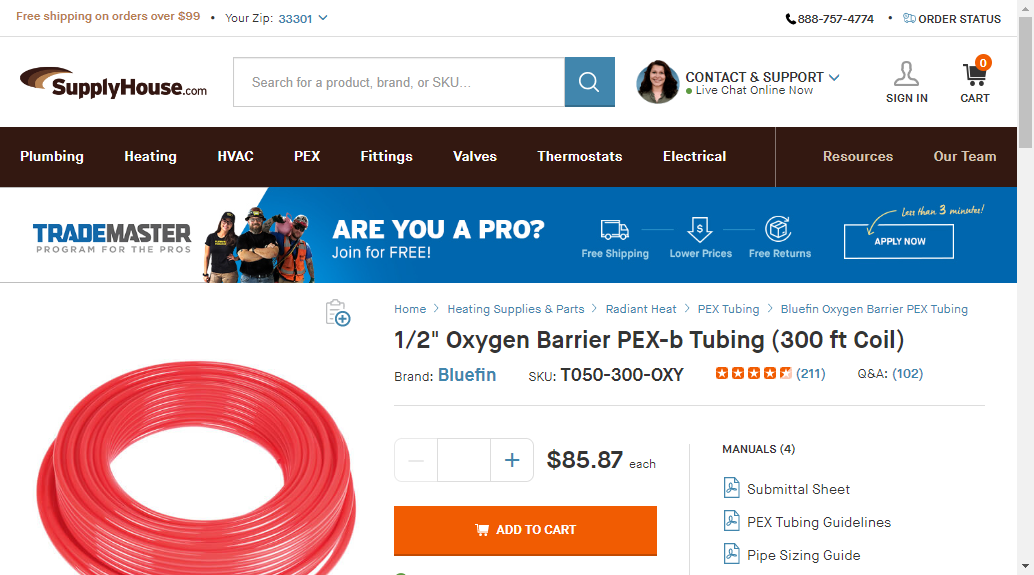 Free shipping on orders over $99 • Your Zip: 33301
888-757-4774 • ORDER STATUS
SupplyHouse.com
Search for a product, brand, or SKU...
CONTACT & SUPPORT
Live Chat Online Now
SIGN IN
0
CART
Plumbing Heating HVAC PEX Fittings Valves Thermostats Electrical Resources Our Team
TRADEMASTER
PROGRAM FOR THE PROS
ARE YOU A PRO?
Join for FREE!
Free Shipping
$
Lower Prices
Free Returns
less than 3 minutes!
APPLY NOW
Home > Heating Supplies & Parts > Radiant Heat > PEX Tubing > Bluefin Oxygen Barrier PEX Tubing
1/2" Oxygen Barrier PEX-b Tubing (300 ft Coil)
Brand: Bluefin SKU: T050-300-OXY (211) Q&A: (102)
$85.87 each
ADD TO CART
MANUALS (4)
Submittal Sheet
PEX Tubing Guidelines
Pipe Sizing Guide